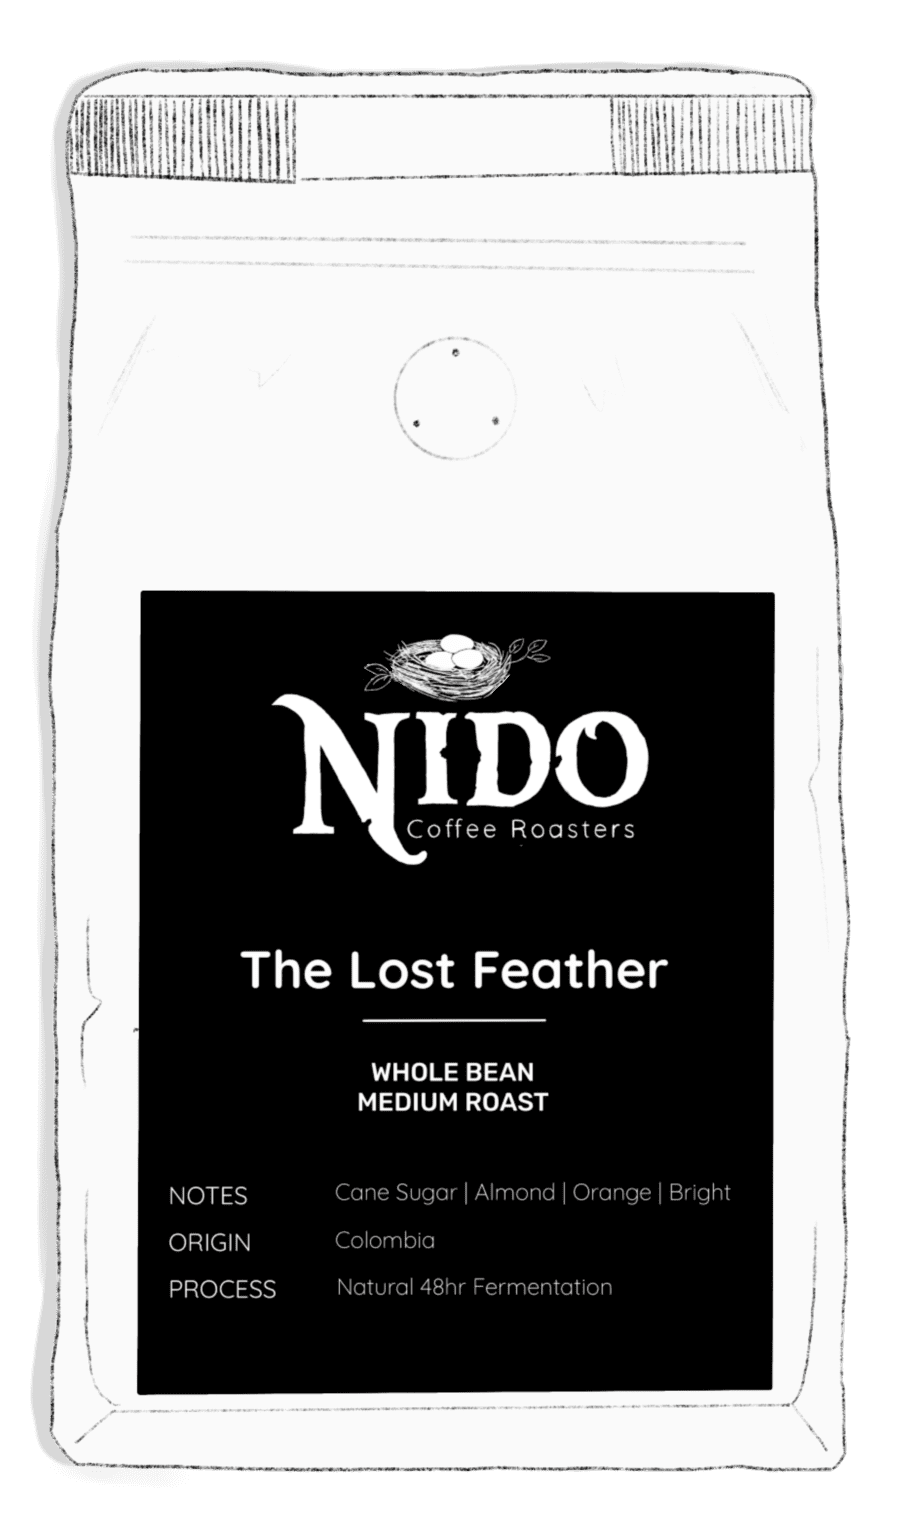 NIDO
Coffee Roasters
The Lost Feather
WHOLE BEAN
MEDIUM ROAST
NOTES Cane Sugar | Almond | Orange | Bright
ORIGIN Colombia
PROCESS Natural 48hr Fermentation